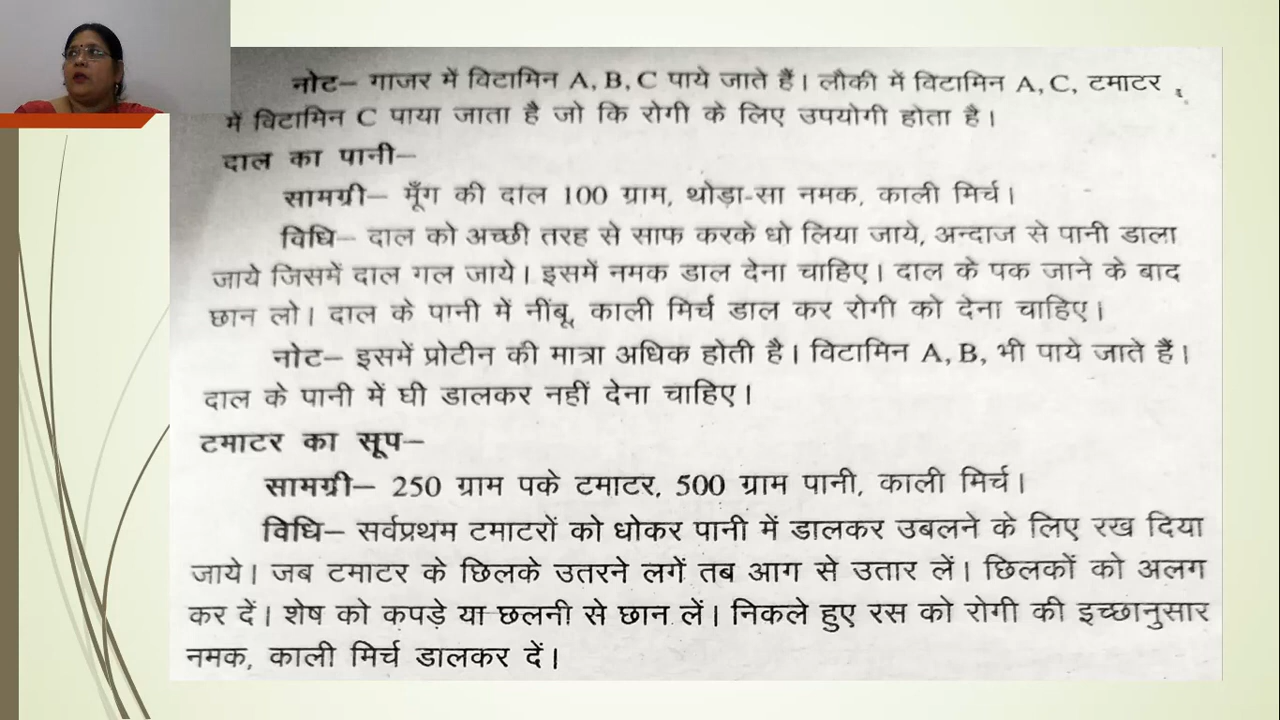 नोट– गाजर में विटामिन A, B, C पाये जाते हैं। लौकी में विटामिन A, C, टमाटर
में विटामिन C पाया जाता है जो कि रोगी के लिए उपयोगी होता है।
दाल का पानी–
सामग्री– मूँग की दाल 100 ग्राम, थोड़ा-सा नमक, काली मिर्च।
विधि– दाल को अच्छी तरह से साफ करके धो लिया जाये, अन्दाज से पानी डाला
जाये जिसमें दाल गल जाये। इसमें नमक डाल देना चाहिए। दाल के पक जाने के बाद
छान लो। दाल के पानी में नींबू, काली मिर्च डाल कर रोगी को देना चाहिए।
नोट– इसमें प्रोटीन की मात्रा अधिक होती है। विटामिन A, B, भी पाये जाते हैं।
दाल के पानी में घी डालकर नहीं देना चाहिए।
टमाटर का सूप–
सामग्री– 250 ग्राम पके टमाटर, 500 ग्राम पानी, काली मिर्च।
विधि– सर्वप्रथम टमाटरों को धोकर पानी में डालकर उबलने के लिए रख दिया
जाये। जब टमाटर के छिलके उतरने लगें तब आग से उतार लें। छिलकों को अलग
कर दें। शेष को कपड़े या छलनी से छान लें। निकले हुए रस को रोगी की इच्छानुसार
नमक, काली मिर्च डालकर दें।